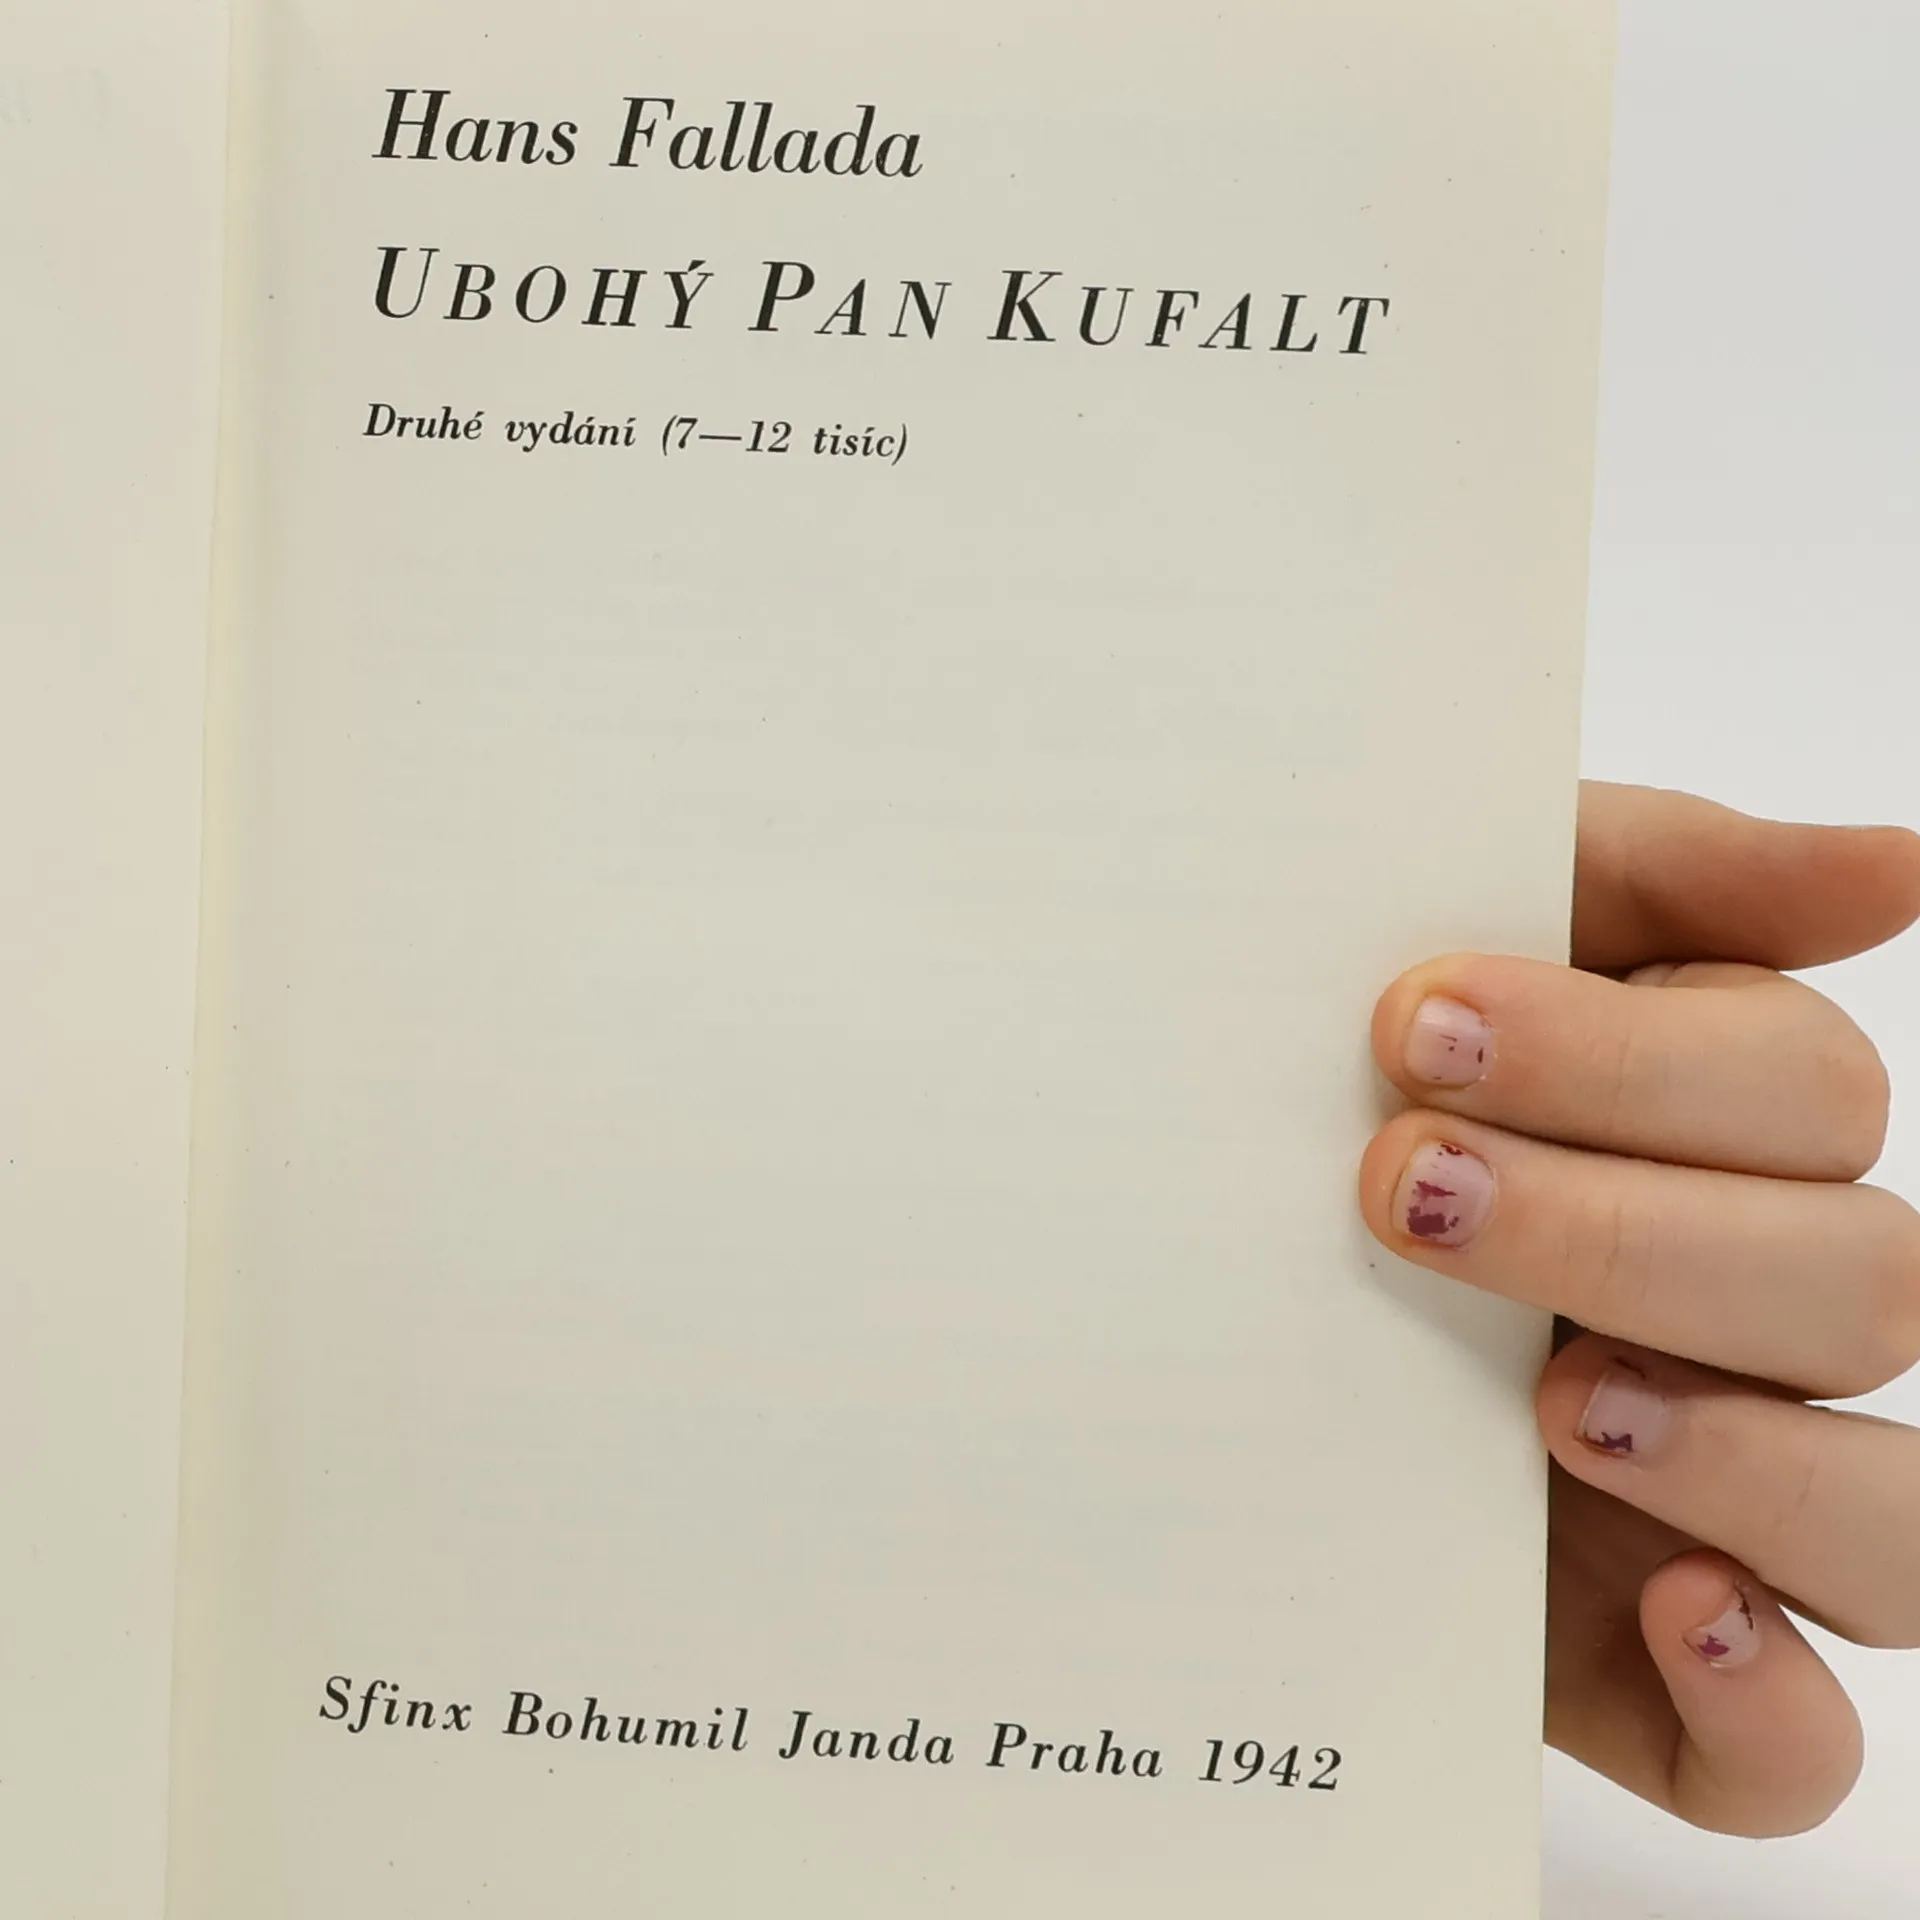 Hans Fallada
UBOHÝ PAN KUFALT
Druhé vydání (7—12 tisíc)
Sfinx Bohumil Janda Praha 1942